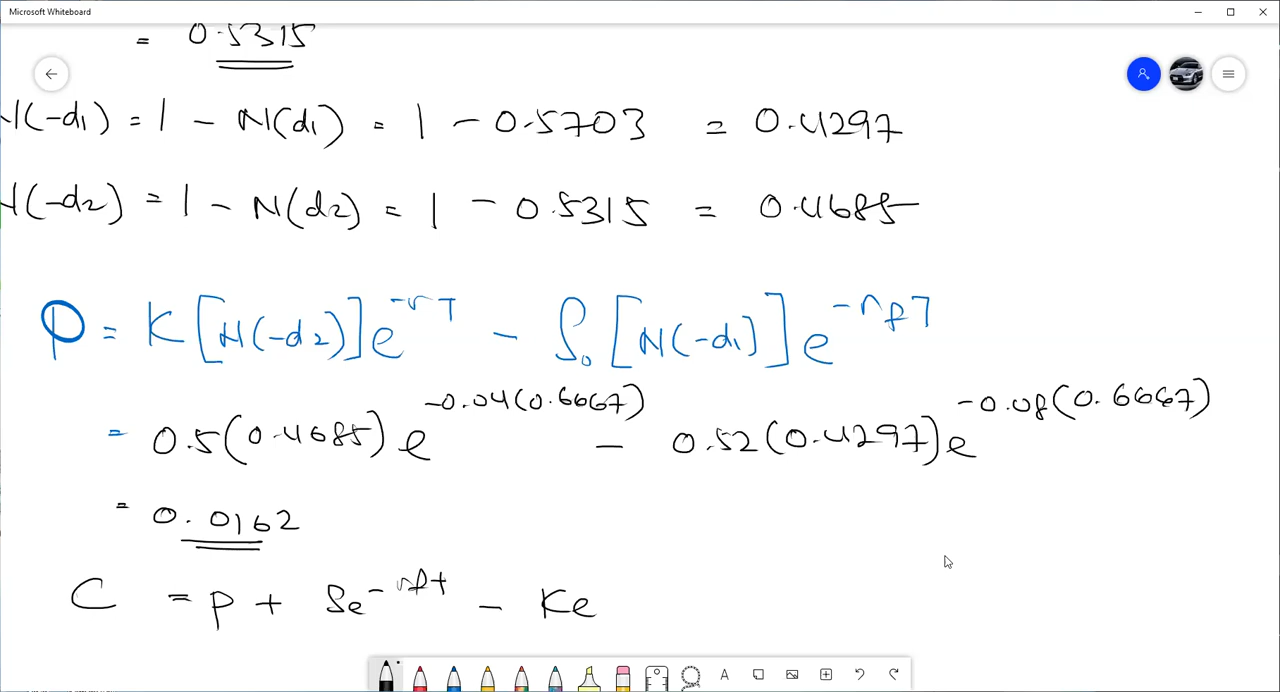 Microsoft Whiteboard
= 0.5315
N(-d1) = 1 - N(d1) = 1 - 0.5703 = 0.4297
N(-d2) = 1 - N(d2) = 1 - 0.5315 = 0.4685
P = K[N(-d2)]e^-rT - S0[N(-d1)]e^-rfT
= 0.5(0.4685)e^-0.04(0.6667) - 0.52(0.4297)e^-0.08(0.6667)
= 0.0162
C = P + Se^-rft - Ke
A